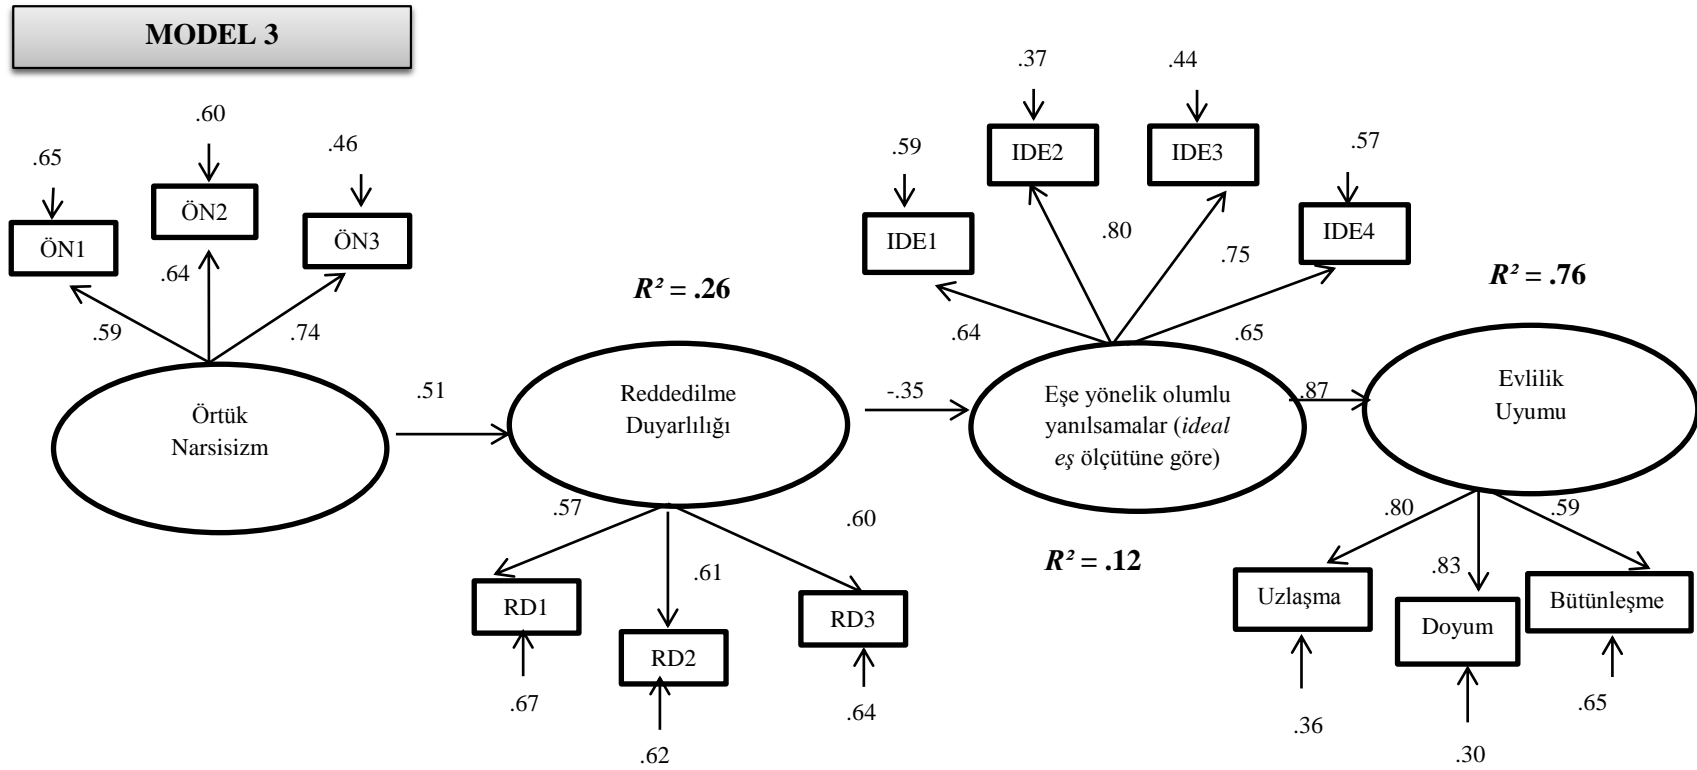 MODEL 3
.65
.60
.46
ÖN1
ÖN2
ÖN3
.59
.64
.74
Örtük
Narsisizm
.51
R² = .26
Reddedilme
Duyarlılığı
.57
.61
.60
RD1
RD2
RD3
.67
.62
.64
-.35
.59
.37
.44
.57
IDE1
IDE2
IDE3
IDE4
.64
.80
.75
.65
Eşe yönelik olumlu
yanılsamalar (ideal
eş ölçütüne göre)
R² = .12
.87
R² = .76
Evlilik
Uyumu
.80
.83
.59
Uzlaşma
Doyum
Bütünleşme
.36
.30
.65